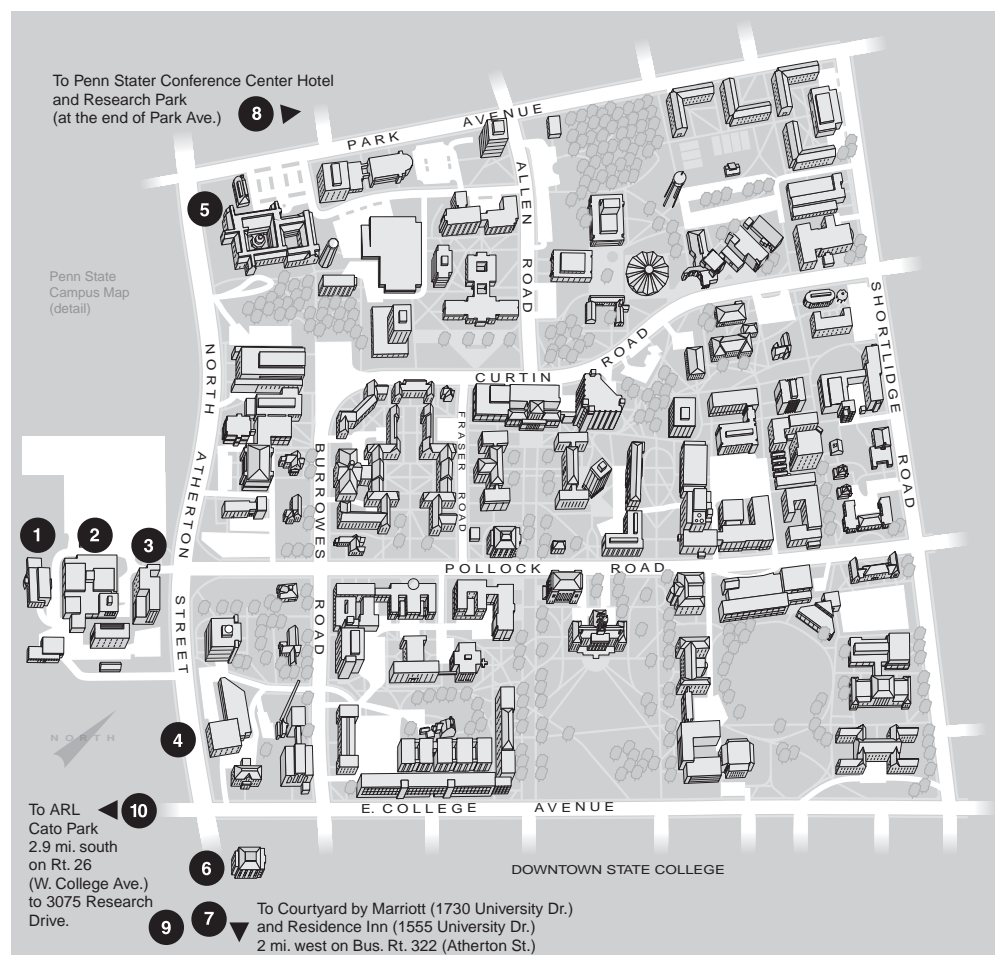 To Penn Stater Conference Center Hotel
and Research Park
(at the end of Park Ave.)
8
PARK AVENUE
5
ALLEN ROAD
Penn State
Campus Map
(detail)
SHORTLIDGE ROAD
NORTH ATHERTON STREET
CURTIN ROAD
BURROWES ROAD
FRASER ROAD
1
2
3
POLLOCK ROAD
NORTH
4
E. COLLEGE AVENUE
To ARL
10
Cato Park
2.9 mi. south
on Rt. 26
(W. College Ave.)
to 3075 Research
Drive.
6
DOWNTOWN STATE COLLEGE
9
7
To Courtyard by Marriott (1730 University Dr.)
and Residence Inn (1555 University Dr.)
2 mi. west on Bus. Rt. 322 (Atherton St.)